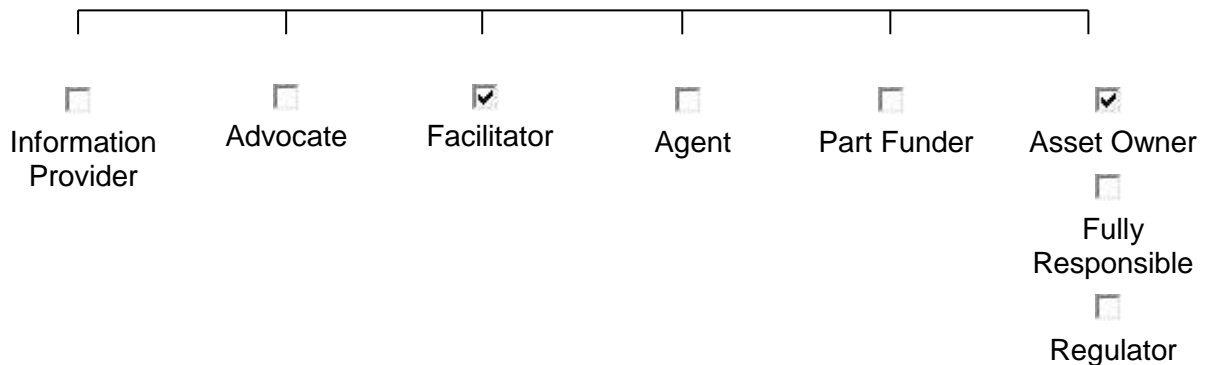 Information
Provider
Advocate
Facilitator
Agent
Part Funder
Asset Owner
Fully
Responsible
Regulator